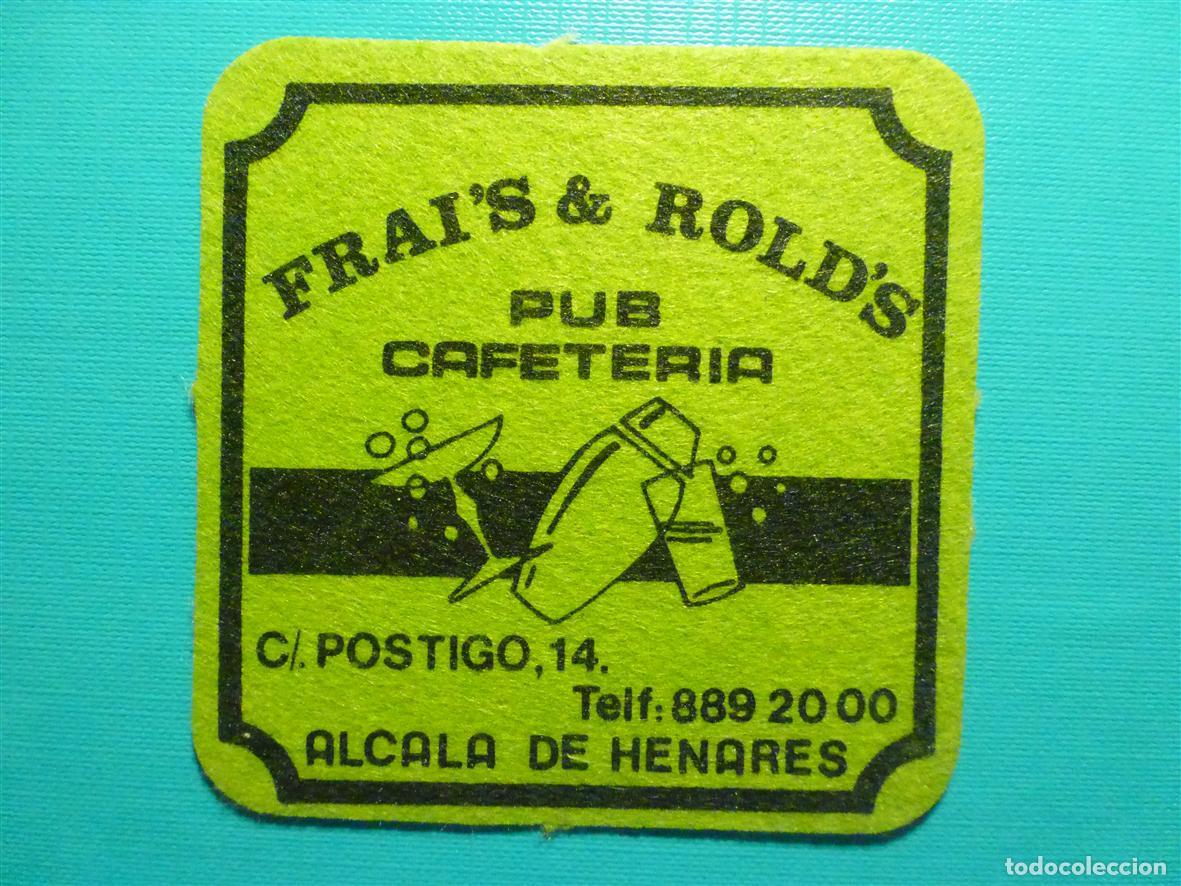 FRAI'S & ROLD'S
PUB
CAFETERIA
C/. POSTIGO, 14.
Telf: 889 20 00
ALCALA DE HENARES
todocoleccion